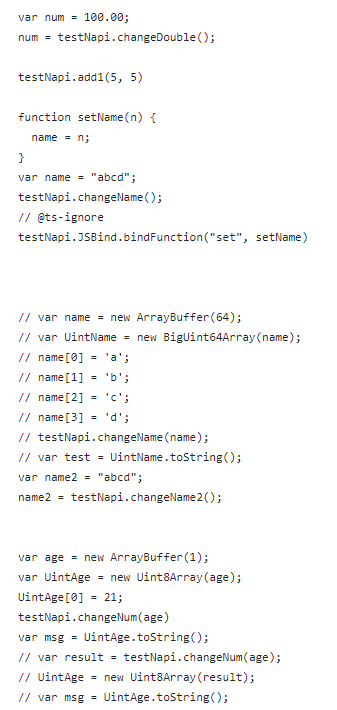 var num = 100.00;
num = testNapi.changeDouble();
testNapi.add1(5, 5)
function setName(n) {
  name = n;
}
var name = "abcd";
testNapi.changeName();
// @ts-ignore
testNapi.JSBind.bindFunction("set", setName)
// var name = new ArrayBuffer(64);
// var UintName = new BigUint64Array(name);
// name[0] = 'a';
// name[1] = 'b';
// name[2] = 'c';
// name[3] = 'd';
// testNapi.changeName(name);
// var test = UintName.toString();
var name2 = "abcd";
name2 = testNapi.changeName2();
var age = new ArrayBuffer(1);
var UintAge = new Uint8Array(age);
UintAge[0] = 21;
testNapi.changeNum(age)
var msg = UintAge.toString();
// var result = testNapi.changeNum(age);
// UintAge = new Uint8Array(result);
// var msg = UintAge.toString();